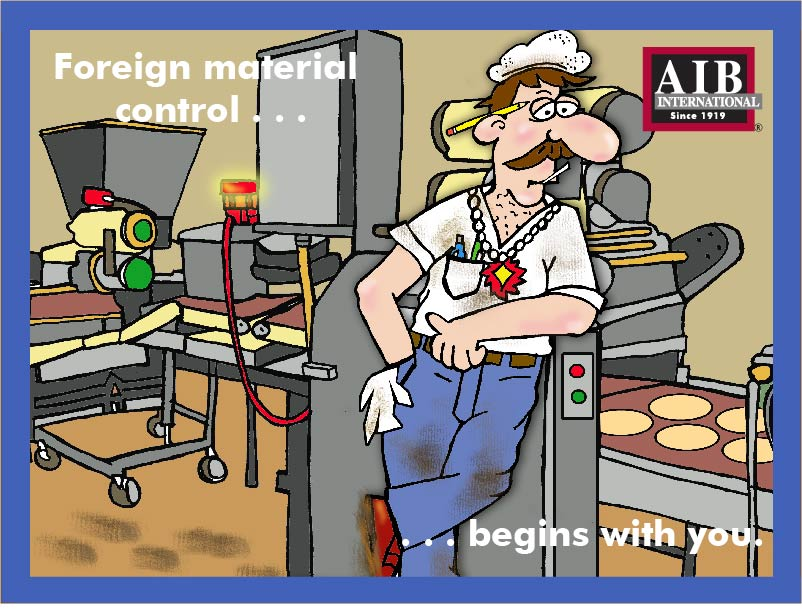 Foreign material
control . . .
AIB
INTERNATIONAL
Since 1919
®
. . . begins with you.